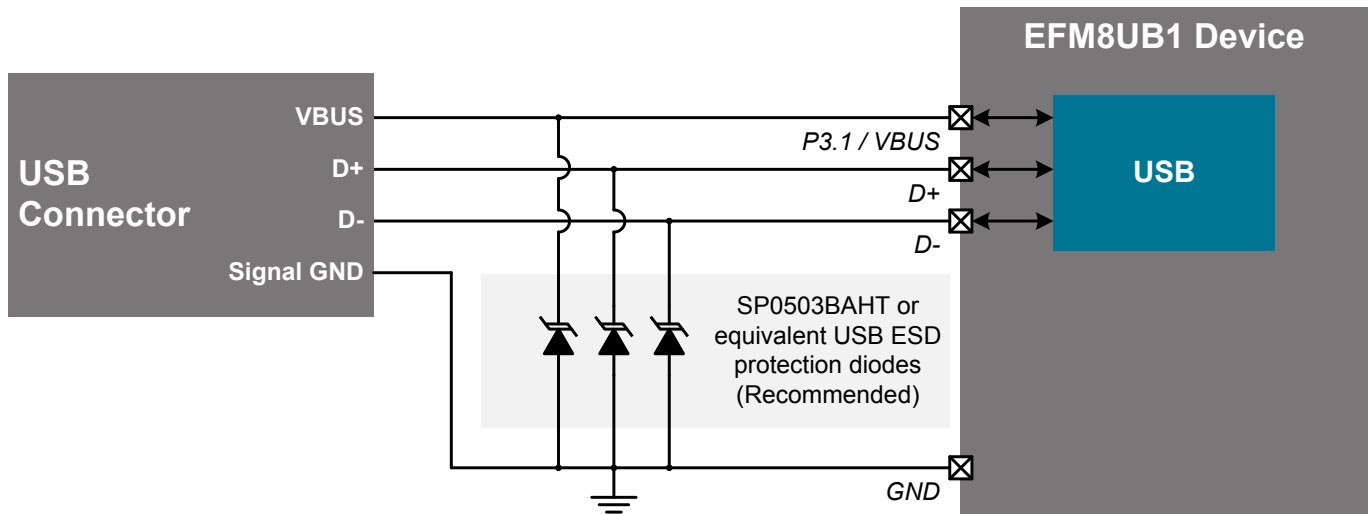 EFM8UB1 Device
VBUS
P3.1 / VBUS
USB
Connector
D+
D+
USB
D-
D-
Signal GND
SP0503BAHT or
equivalent USB ESD
protection diodes
(Recommended)
GND